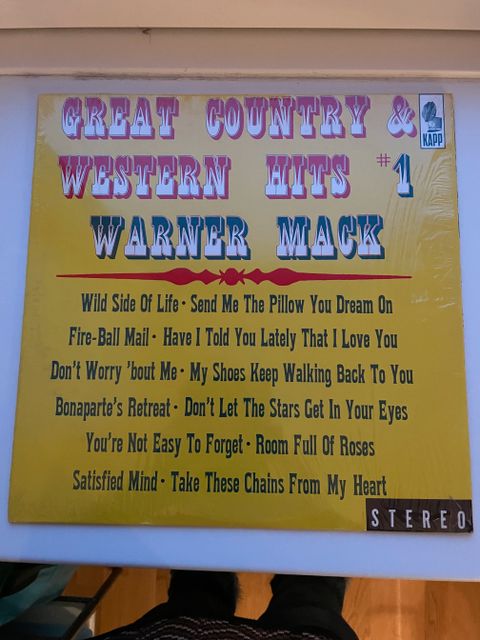 GREAT COUNTRY &
WESTERN HITS #1
WARNER MACK
KAPP
Wild Side Of Life • Send Me The Pillow You Dream On
Fire-Ball Mail • Have I Told You Lately That I Love You
Don't Worry 'bout Me • My Shoes Keep Walking Back To You
Bonaparte's Retreat • Don't Let The Stars Get In Your Eyes
You're Not Easy To Forget • Room Full Of Roses
Satisfied Mind • Take These Chains From My Heart
STEREO